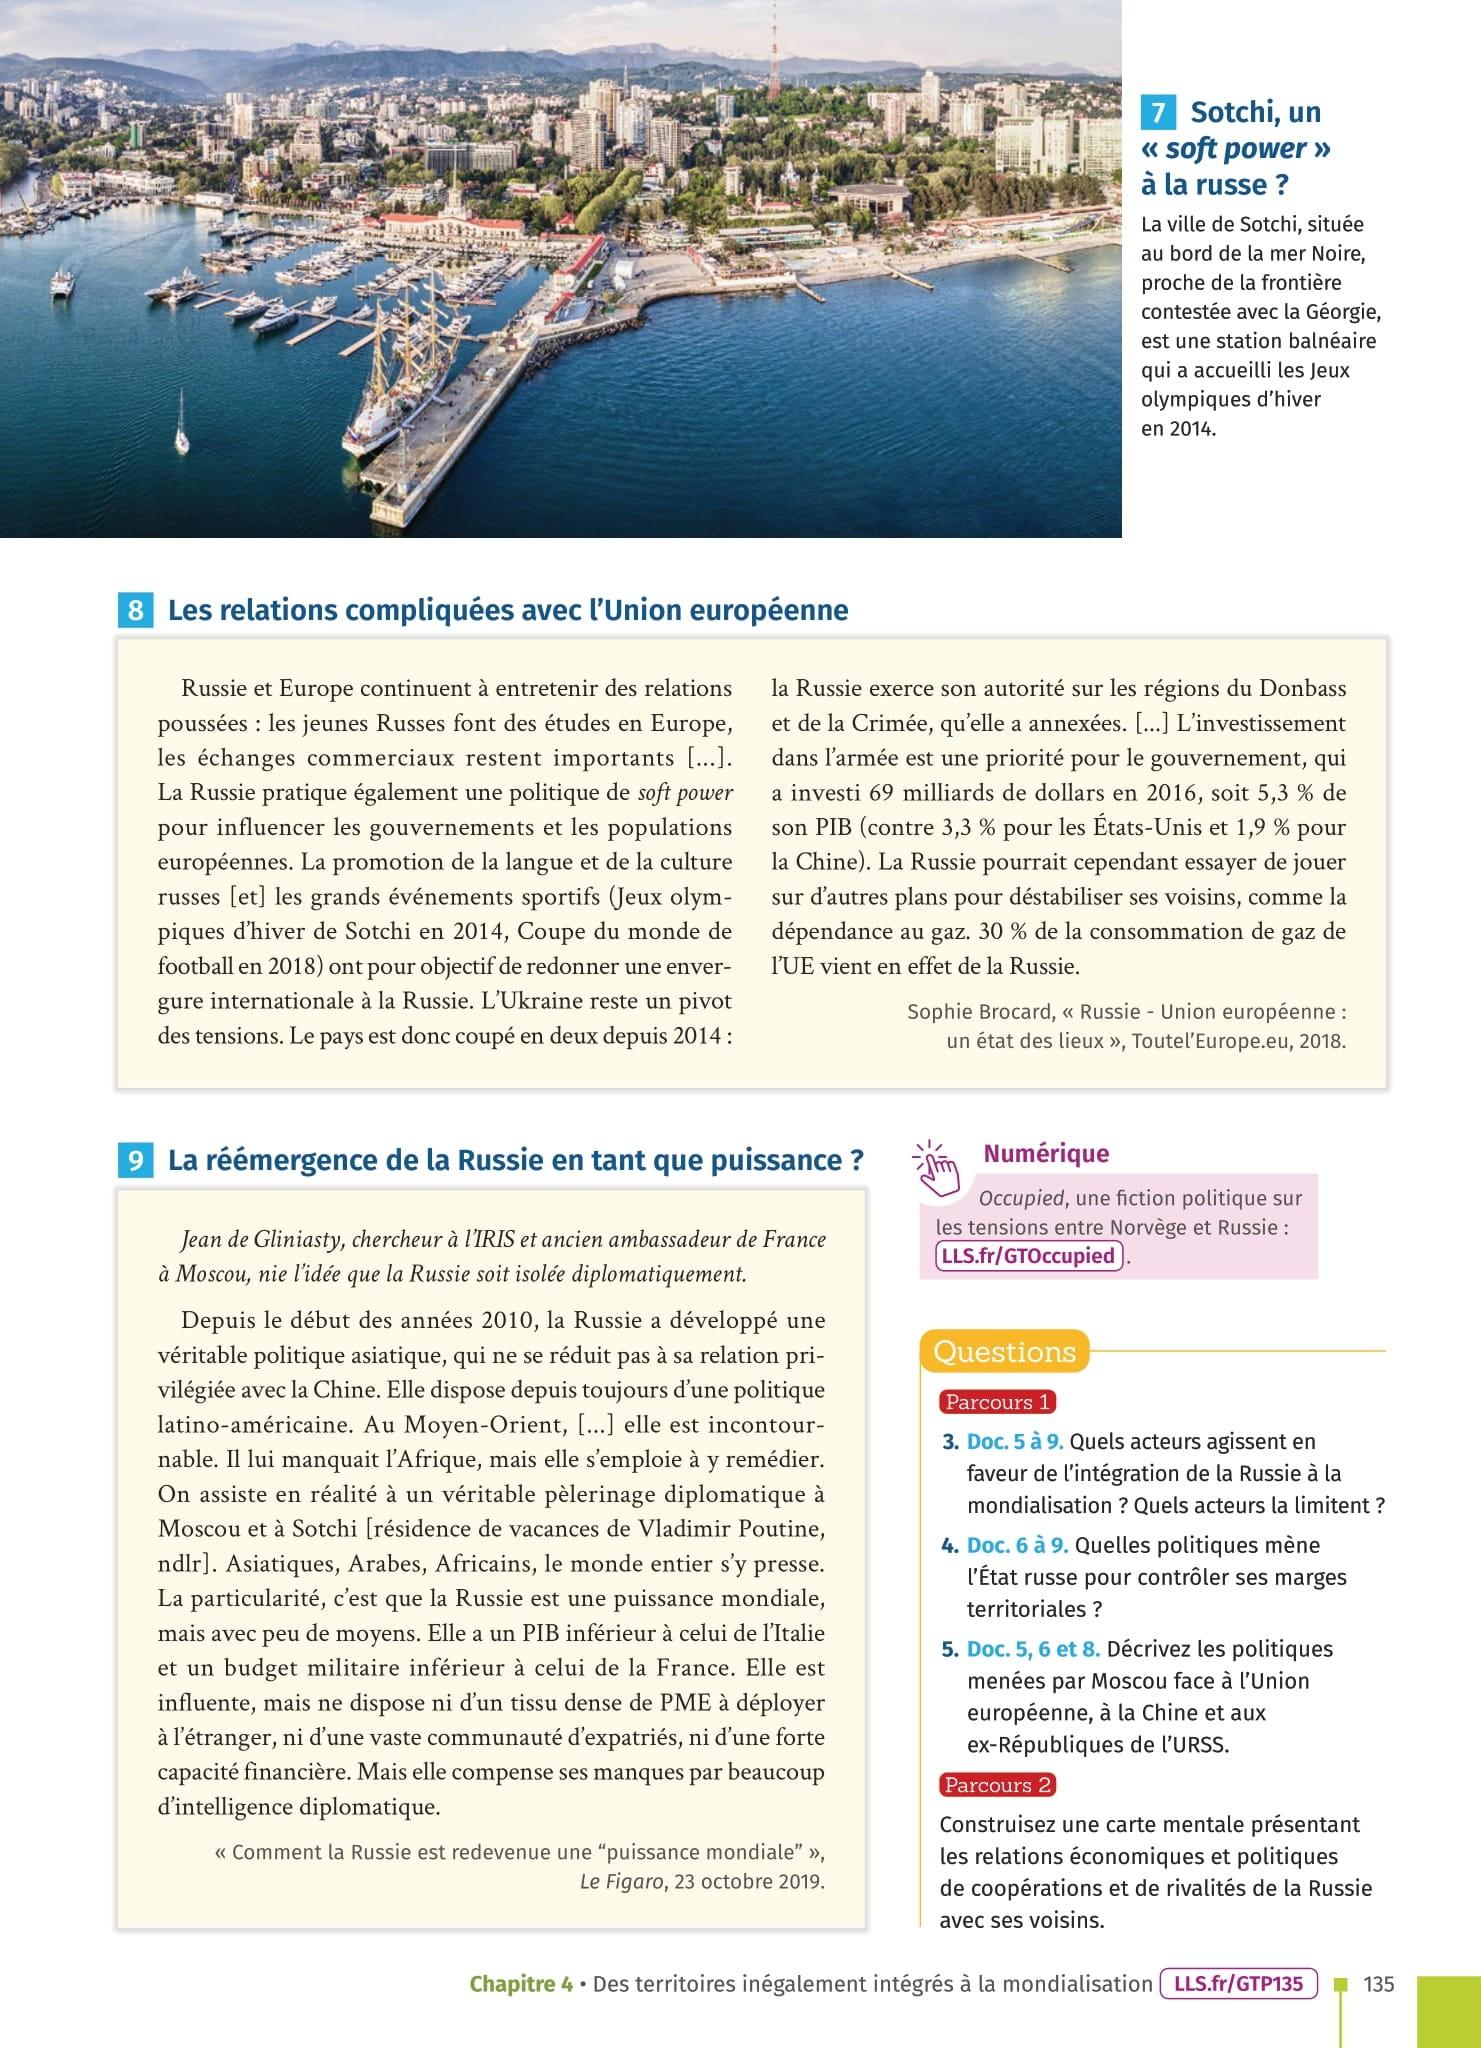 7 Sotchi, un
« soft power »
à la russe ?
La ville de Sotchi, située
au bord de la mer Noire,
proche de la frontière
contestée avec la Géorgie,
est une station balnéaire
qui a accueilli les Jeux
olympiques d’hiver
en 2014.
8 Les relations compliquées avec l’Union européenne
Russie et Europe continuent à entretenir des relations
poussées : les jeunes Russes font des études en Europe,
les échanges commerciaux restent importants [...].
La Russie pratique également une politique de soft power
pour influencer les gouvernements et les populations
européennes. La promotion de la langue et de la culture
russes [et] les grands événements sportifs (Jeux olym-
piques d’hiver de Sotchi en 2014, Coupe du monde de
football en 2018) ont pour objectif de redonner une enver-
gure internationale à la Russie. L’Ukraine reste un pivot
des tensions. Le pays est donc coupé en deux depuis 2014 :
la Russie exerce son autorité sur les régions du Donbass
et de la Crimée, qu’elle a annexées. [...] L’investissement
dans l’armée est une priorité pour le gouvernement, qui
a investi 69 milliards de dollars en 2016, soit 5,3 % de
son PIB (contre 3,3 % pour les États-Unis et 1,9 % pour
la Chine). La Russie pourrait cependant essayer de jouer
sur d’autres plans pour déstabiliser ses voisins, comme la
dépendance au gaz. 30 % de la consommation de gaz de
l’UE vient en effet de la Russie.
Sophie Brocard, « Russie - Union européenne :
un état des lieux », Toutel’Europe.eu, 2018.
9 La réémergence de la Russie en tant que puissance ?
Jean de Gliniasty, chercheur à l’IRIS et ancien ambassadeur de France
à Moscou, nie l’idée que la Russie soit isolée diplomatiquement.
Depuis le début des années 2010, la Russie a développé une
véritable politique asiatique, qui ne se réduit pas à sa relation pri-
vilégiée avec la Chine. Elle dispose depuis toujours d’une politique
latino-américaine. Au Moyen-Orient, [...] elle est incontour-
nable. Il lui manquait l’Afrique, mais elle s’emploie à y remédier.
On assiste en réalité à un véritable pèlerinage diplomatique à
Moscou et à Sotchi [résidence de vacances de Vladimir Poutine,
ndlr]. Asiatiques, Arabes, Africains, le monde entier s’y presse.
La particularité, c’est que la Russie est une puissance mondiale,
mais avec peu de moyens. Elle a un PIB inférieur à celui de l’Italie
et un budget militaire inférieur à celui de la France. Elle est
influente, mais ne dispose ni d’un tissu dense de PME à déployer
à l’étranger, ni d’une vaste communauté d’expatriés, ni d’une forte
capacité financière. Mais elle compense ses manques par beaucoup
d’intelligence diplomatique.
« Comment la Russie est redevenue une “puissance mondiale” »,
Le Figaro, 23 octobre 2019.
Numérique
Occupied, une fiction politique sur
les tensions entre Norvège et Russie :
LLS.fr/GTOccupied .
Questions
Parcours 1
3. Doc. 5 à 9. Quels acteurs agissent en
faveur de l’intégration de la Russie à la
mondialisation ? Quels acteurs la limitent ?
4. Doc. 6 à 9. Quelles politiques mène
l’État russe pour contrôler ses marges
territoriales ?
5. Doc. 5, 6 et 8. Décrivez les politiques
menées par Moscou face à l’Union
européenne, à la Chine et aux
ex-Républiques de l’URSS.
Parcours 2
Construisez une carte mentale présentant
les relations économiques et politiques
de coopérations et de rivalités de la Russie
avec ses voisins.
Chapitre 4 • Des territoires inégalement intégrés à la mondialisation LLS.fr/GTP135 135